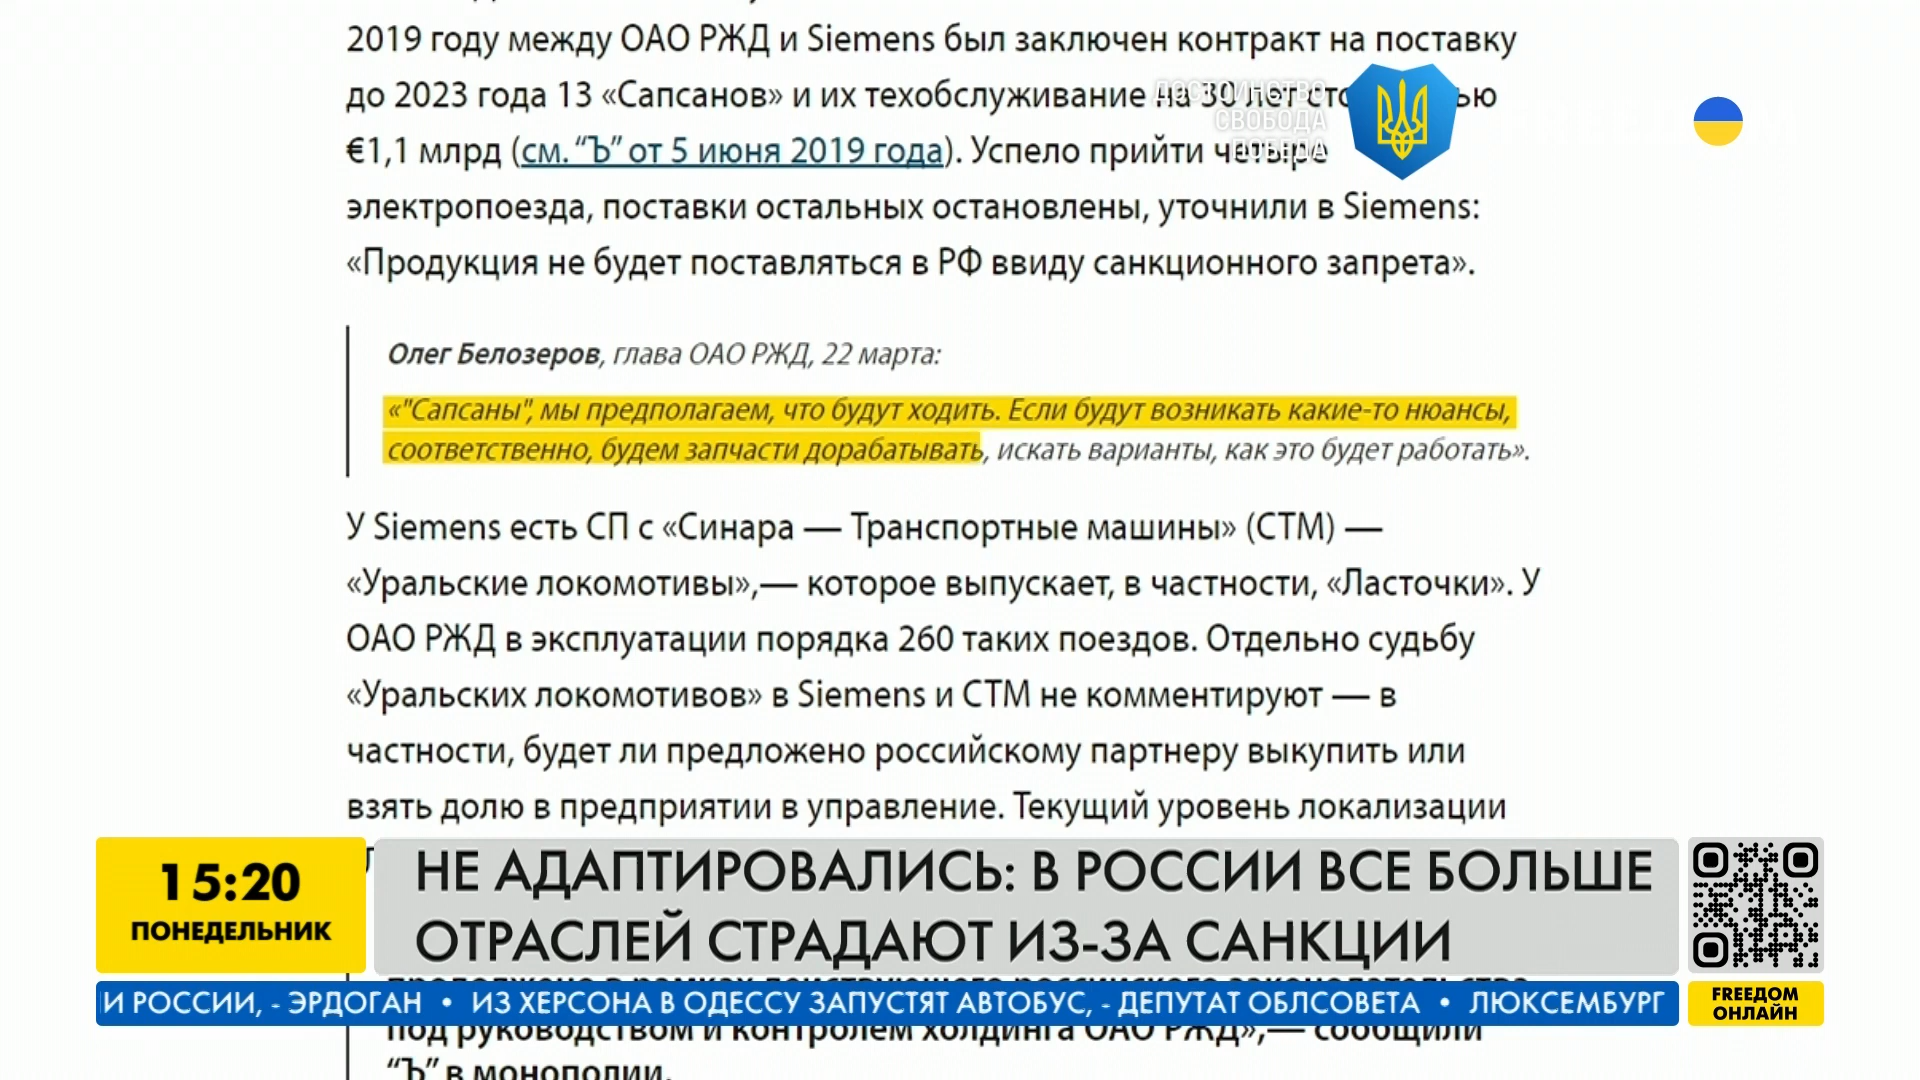 2019 году между ОАО РЖД и Siemens был заключен контракт на поставку
до 2023 года 13 «Сапсанов» и их техобслуживание на 30 лет
€1,1 млрд (см. “Ъ” от 5 июня 2019 года). Успело прийти четыре
электропоезда, поставки остальных остановлены, уточнили в Siemens:
«Продукция не будет поставляться в РФ ввиду санкционного запрета».
ДОСТОИНСТВО
СВОБОДА
ПОБЕДА
Олег Белозеров, глава ОАО РЖД, 22 марта:
«"Сапсаны", мы предполагаем, что будут ходить. Если будут возникать какие-то нюансы,
соответственно, будем запчасти дорабатывать, искать варианты, как это будет работать».
У Siemens есть СП с «Синара — Транспортные машины» (СТМ) —
«Уральские локомотивы»,— которое выпускает, в частности, «Ласточки». У
ОАО РЖД в эксплуатации порядка 260 таких поездов. Отдельно судьбу
«Уральских локомотивов» в Siemens и СТМ не комментируют — в
частности, будет ли предложено российскому партнеру выкупить или
взять долю в предприятии в управление. Текущий уровень локализации
15:20
ПОНЕДЕЛЬНИК
НЕ АДАПТИРОВАЛИСЬ: В РОССИИ ВСЕ БОЛЬШЕ
ОТРАСЛЕЙ СТРАДАЮТ ИЗ-ЗА САНКЦИИ
И РОССИИ, - ЭРДОГАН • ИЗ ХЕРСОНА В ОДЕССУ ЗАПУСТЯТ АВТОБУС, - ДЕПУТАТ ОБЛСОВЕТА • ЛЮКСЕМБУРГ
FREEДОМ
ОНЛАЙН
под руководством и контролем холдинга ОАО РЖД»,— сообщили
“Ъ” в монополии.